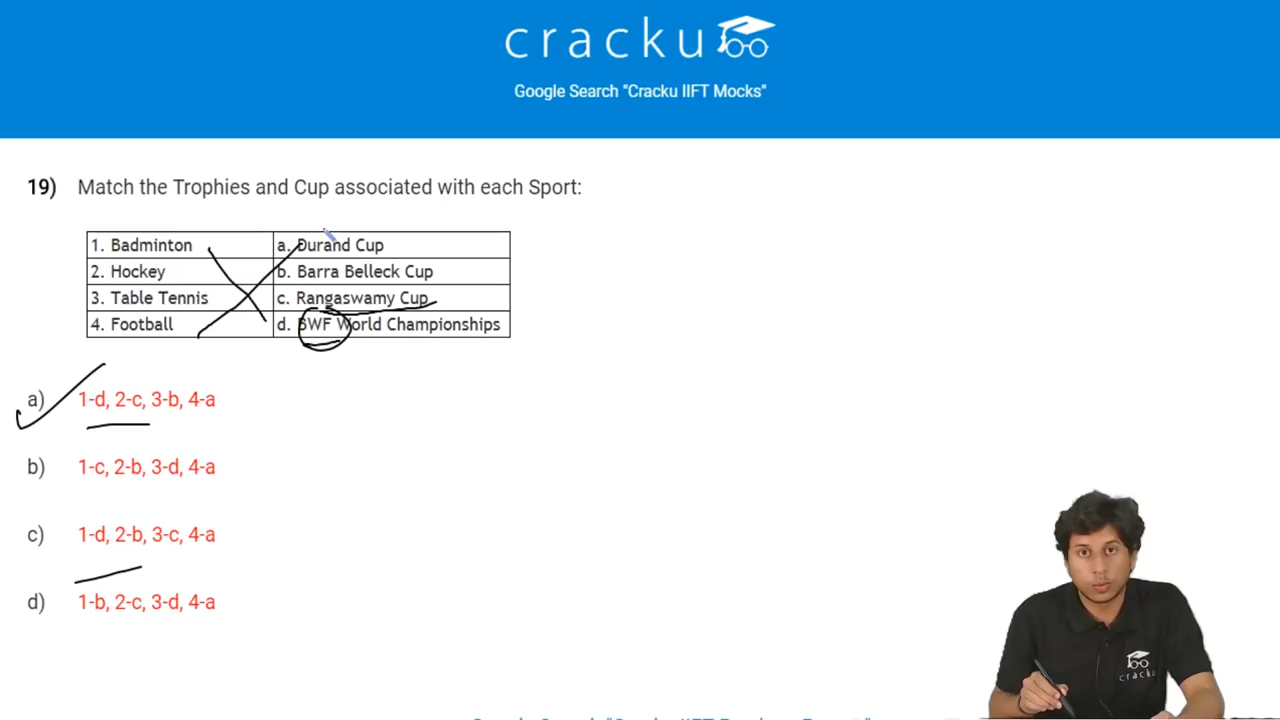 cracku
Google Search "Cracku IIFT Mocks"
19) Match the Trophies and Cup associated with each Sport:
1. Badminton a. Durand Cup
2. Hockey b. Barra Belleck Cup
3. Table Tennis c. Rangaswamy Cup
4. Football d. BWF World Championships
a) 1-d, 2-c, 3-b, 4-a
b) 1-c, 2-b, 3-d, 4-a
c) 1-d, 2-b, 3-c, 4-a
d) 1-b, 2-c, 3-d, 4-a
cracku